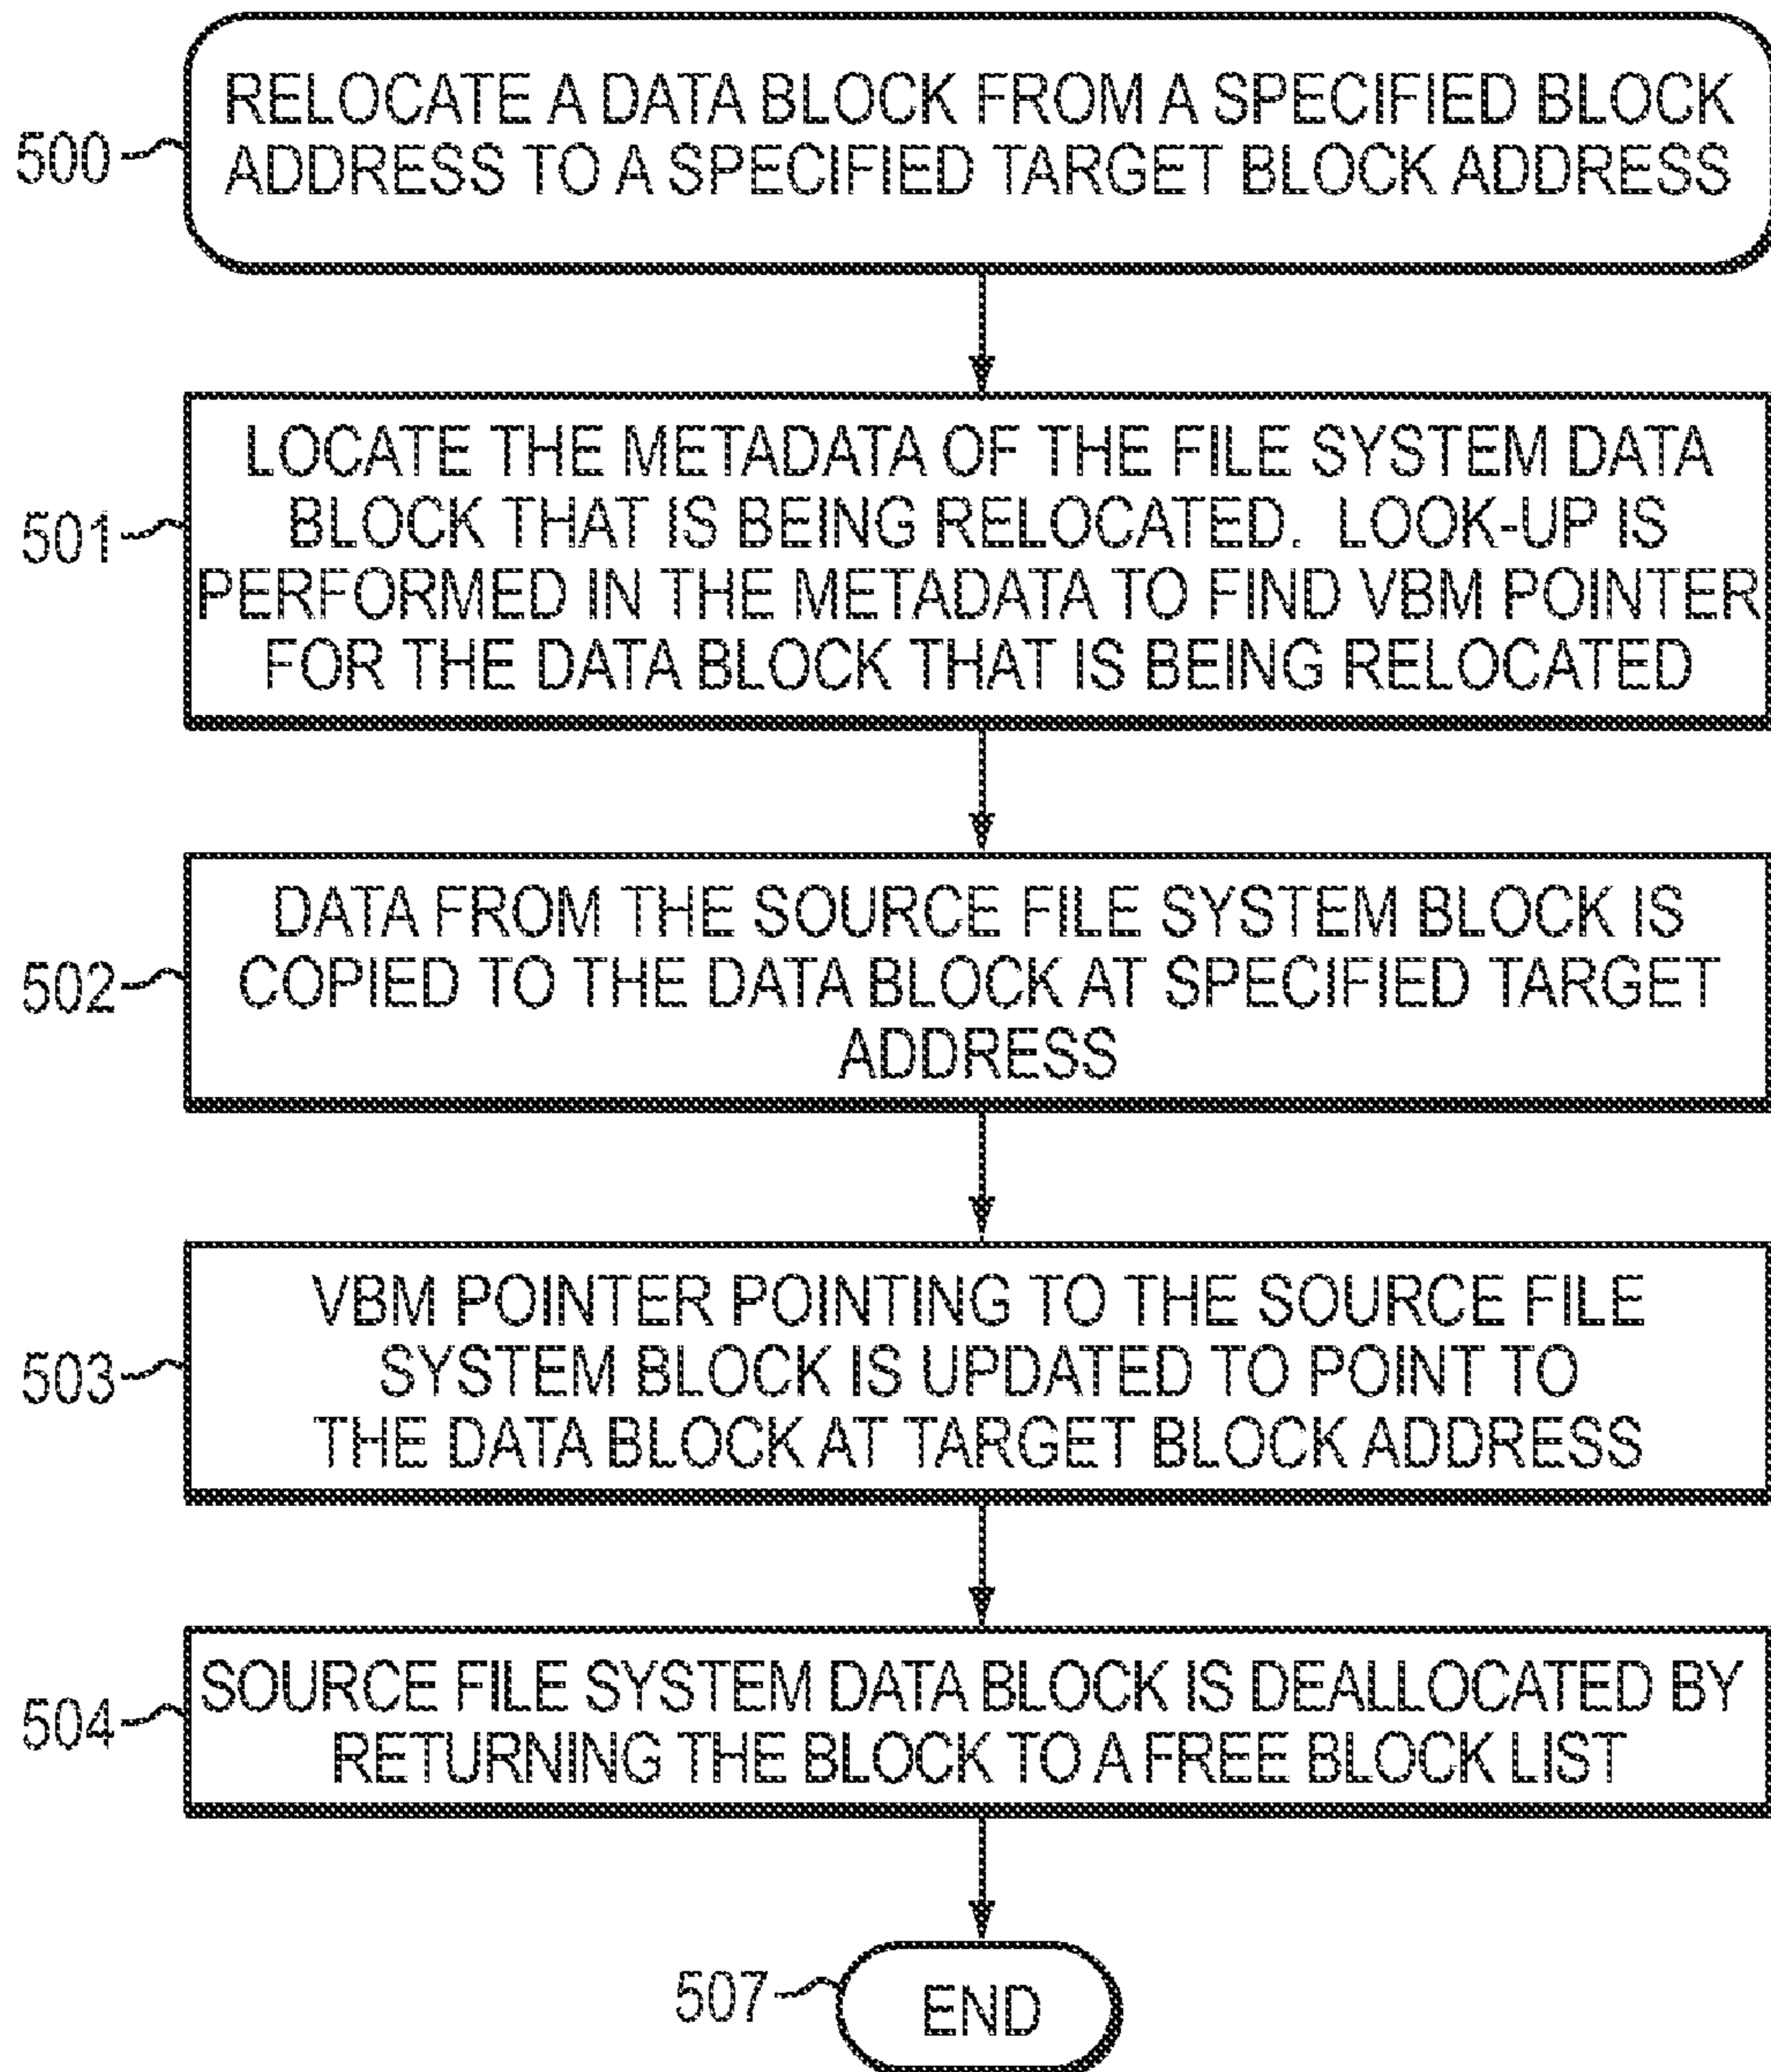 RELOCATE A DATA BLOCK FROM A SPECIFIED BLOCK
500
ADDRESS TO A SPECIFIED TARGET BLOCK ADDRESS
LOCATE THE METADATA OF THE FILE SYSTEM DATA
501
BLOCK THAT IS BEING RELOCATED. LOOK-UP IS
PERFORMED IN THE METADATA TO FIND VBM POINTER
FOR THE DATA BLOCK THAT IS BEING RELOCATED
DATA FROM THE SOURCE FILE SYSTEM BLOCK IS
502
COPIED TO THE DATA BLOCK AT SPECIFIED TARGET
ADDRESS
VBM POINTER POINTING TO THE SOURCE FILE
503
SYSTEM BLOCK IS UPDATED TO POINT TO
THE DATA BLOCK AT TARGET BLOCK ADDRESS
SOURCE FILE SYSTEM DATA BLOCK IS DEALLOCATED BY
504
RETURNING THE BLOCK TO A FREE BLOCK LIST
507
END